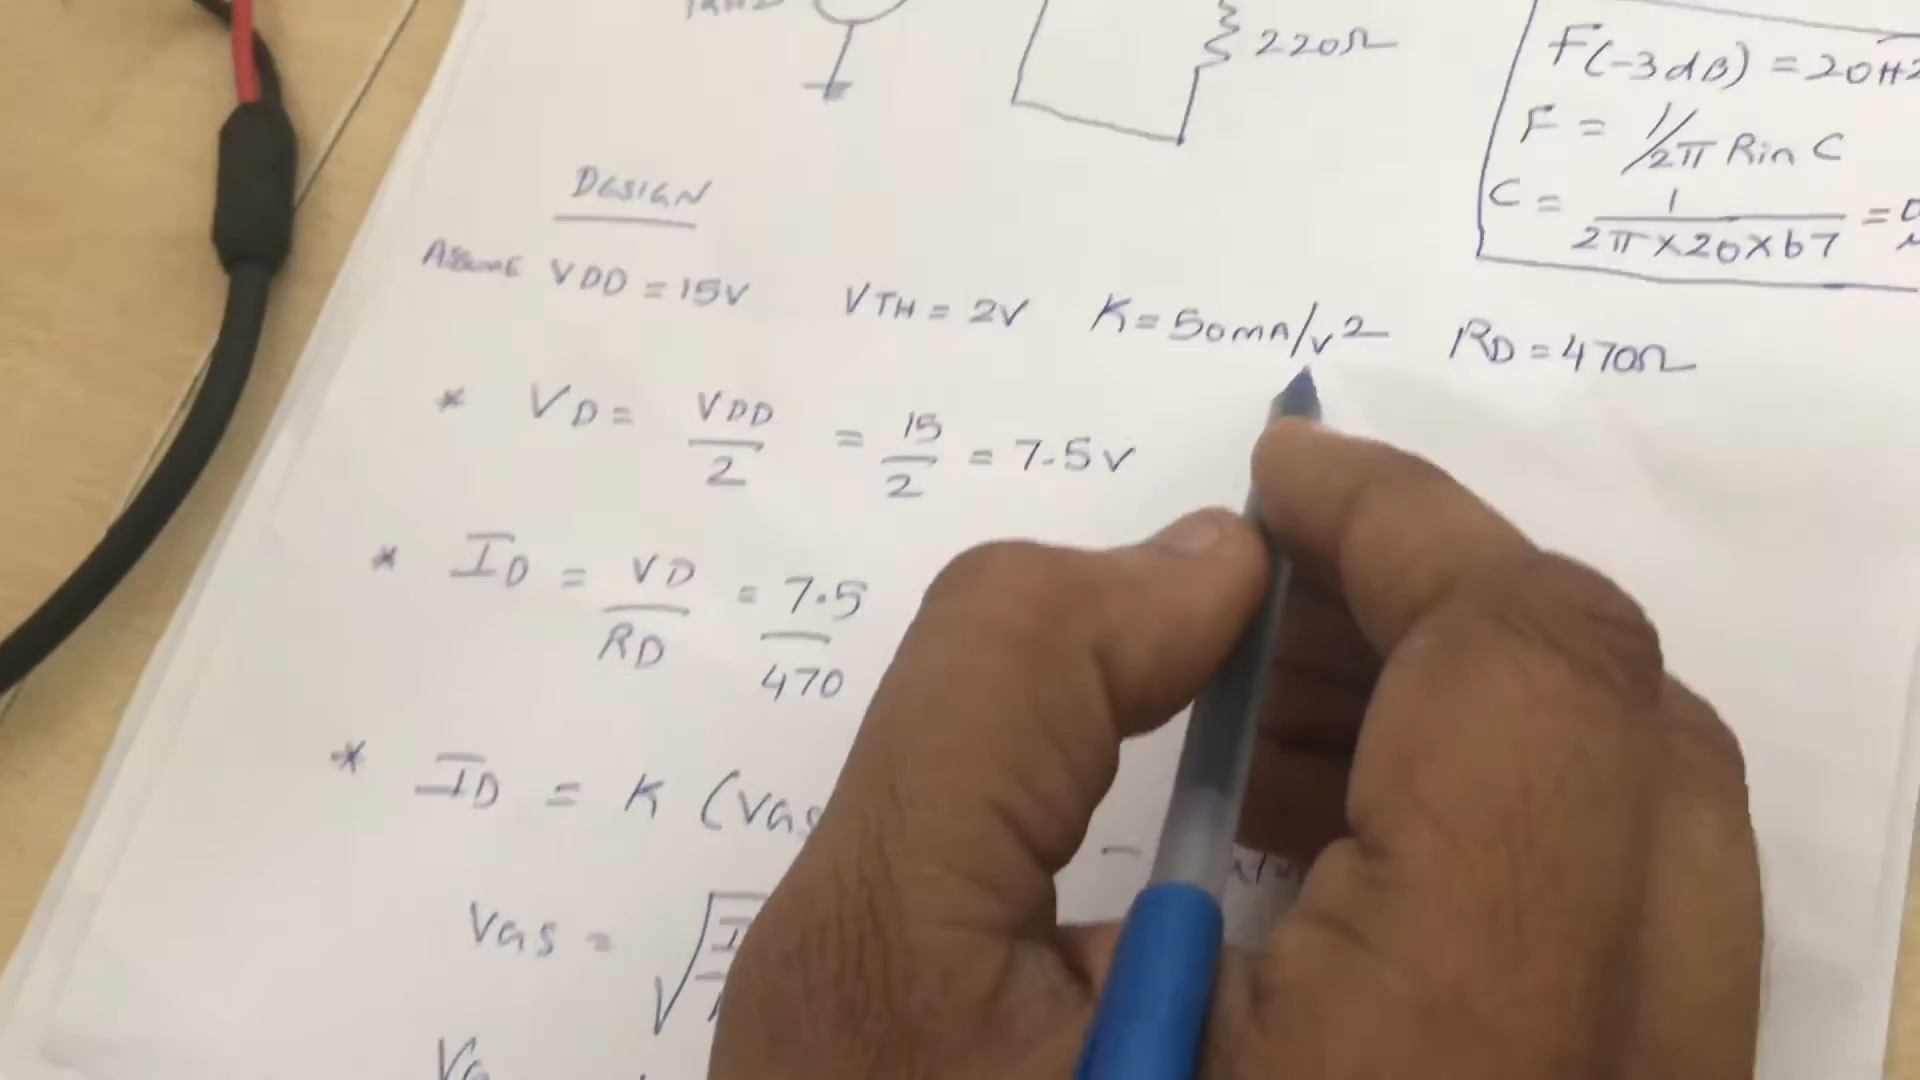 220Ω
F(-3dB) = 20Hz
F = 1/2π Rin C
C = 1 / 2π×20×67 =
DESIGN
Assume VDD = 15V VTH = 2V K = 50mA/V2 RD = 470Ω
* VD = VDD / 2 = 15 / 2 = 7.5V
* ID = VD / RD = 7.5 / 470
* ID = K (VGS
VGS = √